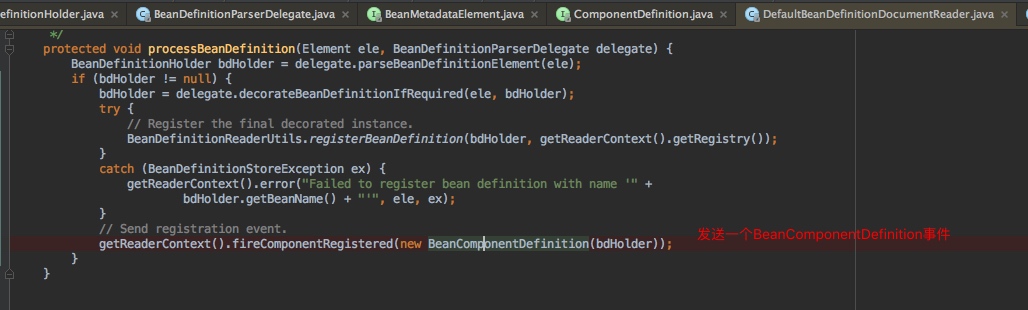 efinitionHolder.java × BeanDefinitionParserDelegate.java × BeanMetadataElement.java × ComponentDefinition.java × DefaultBeanDefinitionDocumentReader.java ×
*/
protected void processBeanDefinition(Element ele, BeanDefinitionParserDelegate delegate) {
BeanDefinitionHolder bdHolder = delegate.parseBeanDefinitionElement(ele);
if (bdHolder != null) {
bdHolder = delegate.decorateBeanDefinitionIfRequired(ele, bdHolder);
try {
// Register the final decorated instance.
BeanDefinitionReaderUtils.registerBeanDefinition(bdHolder, getReaderContext().getRegistry());
}
catch (BeanDefinitionStoreException ex) {
getReaderContext().error("Failed to register bean definition with name '" +
bdHolder.getBeanName() + "'", ele, ex);
}
// Send registration event.
getReaderContext().fireComponentRegistered(new BeanComponentDefinition(bdHolder)); 发送一个BeanComponentDefinition事件
}
}